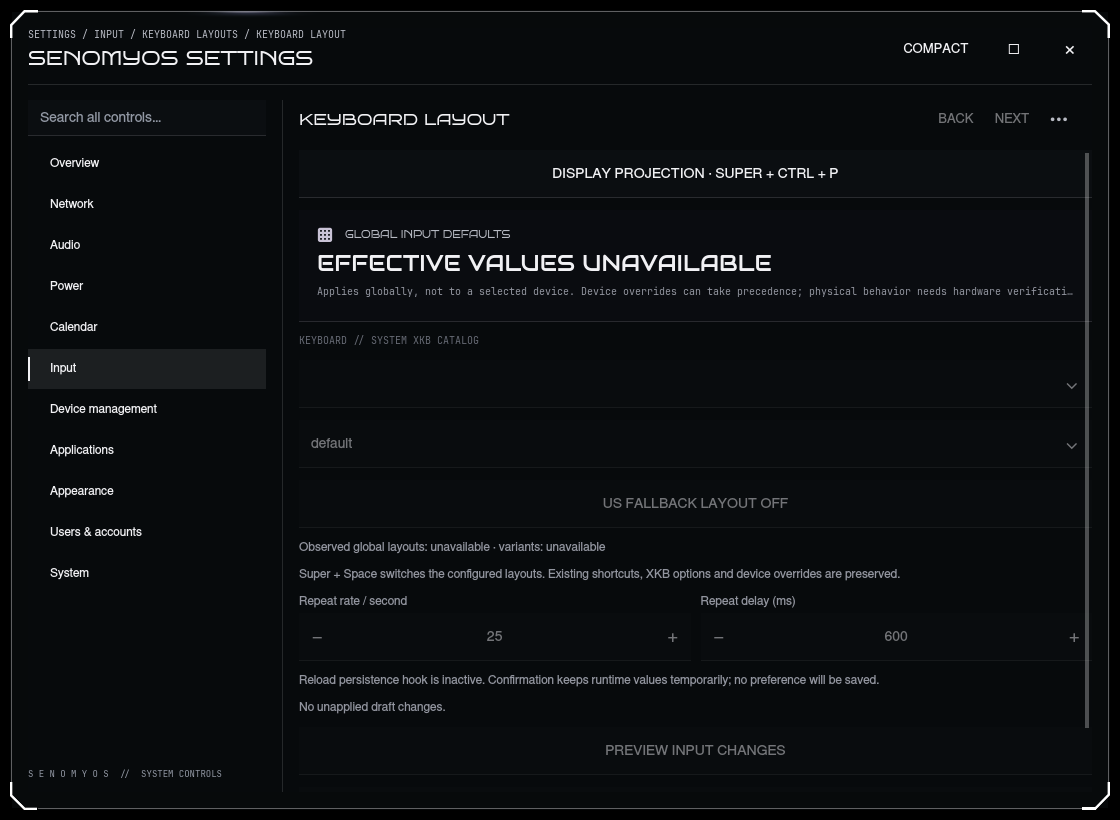 SETTINGS / INPUT / KEYBOARD LAYOUTS / KEYBOARD LAYOUT
SENOMYOS SETTINGS
COMPACT
Search all controls...
Overview
Network
Audio
Power
Calendar
Input
Device management
Applications
Appearance
Users & accounts
System
SENOMYOS // SYSTEM CONTROLS
KEYBOARD LAYOUT
BACK NEXT
DISPLAY PROJECTION · SUPER + CTRL + P
GLOBAL INPUT DEFAULTS
EFFECTIVE VALUES UNAVAILABLE
Applies globally, not to a selected device. Device overrides can take precedence; physical behavior needs hardware verificati…
KEYBOARD // SYSTEM XKB CATALOG
default
US FALLBACK LAYOUT OFF
Observed global layouts: unavailable · variants: unavailable
Super + Space switches the configured layouts. Existing shortcuts, XKB options and device overrides are preserved.
Repeat rate / second Repeat delay (ms)
− 25 + − 600 +
Reload persistence hook is inactive. Confirmation keeps runtime values temporarily; no preference will be saved.
No unapplied draft changes.
PREVIEW INPUT CHANGES